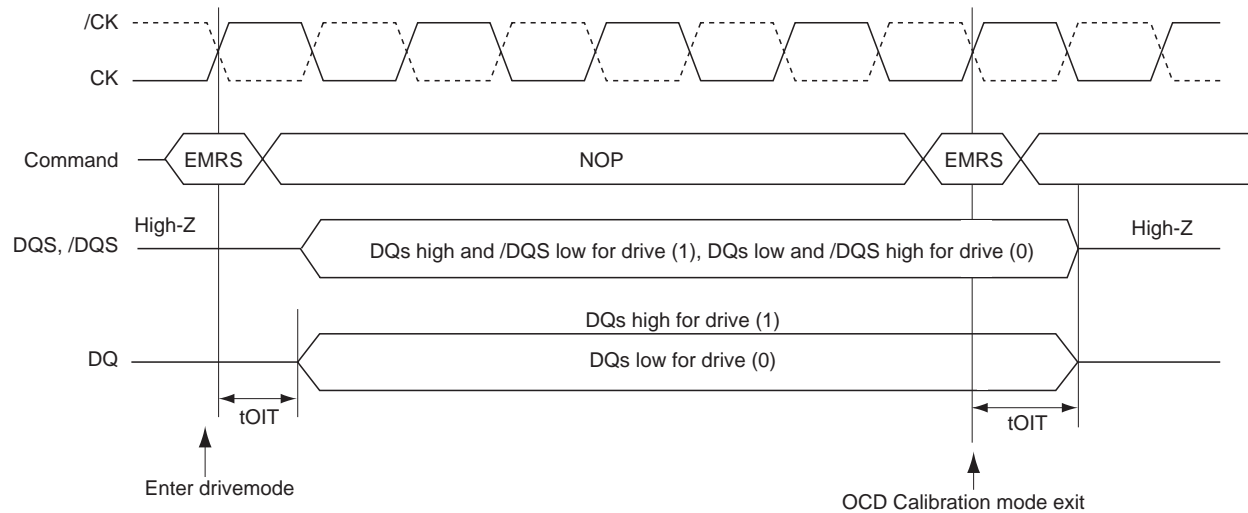 /CK
CK
Command
EMRS
NOP
EMRS
High-Z
High-Z
DQS, /DQS
DQs high and /DQS low for drive (1), DQs low and /DQS high for drive (0)
DQs high for drive (1)
DQ
DQs low for drive (0)
tOIT
tOIT
Enter drivemode
OCD Calibration mode exit